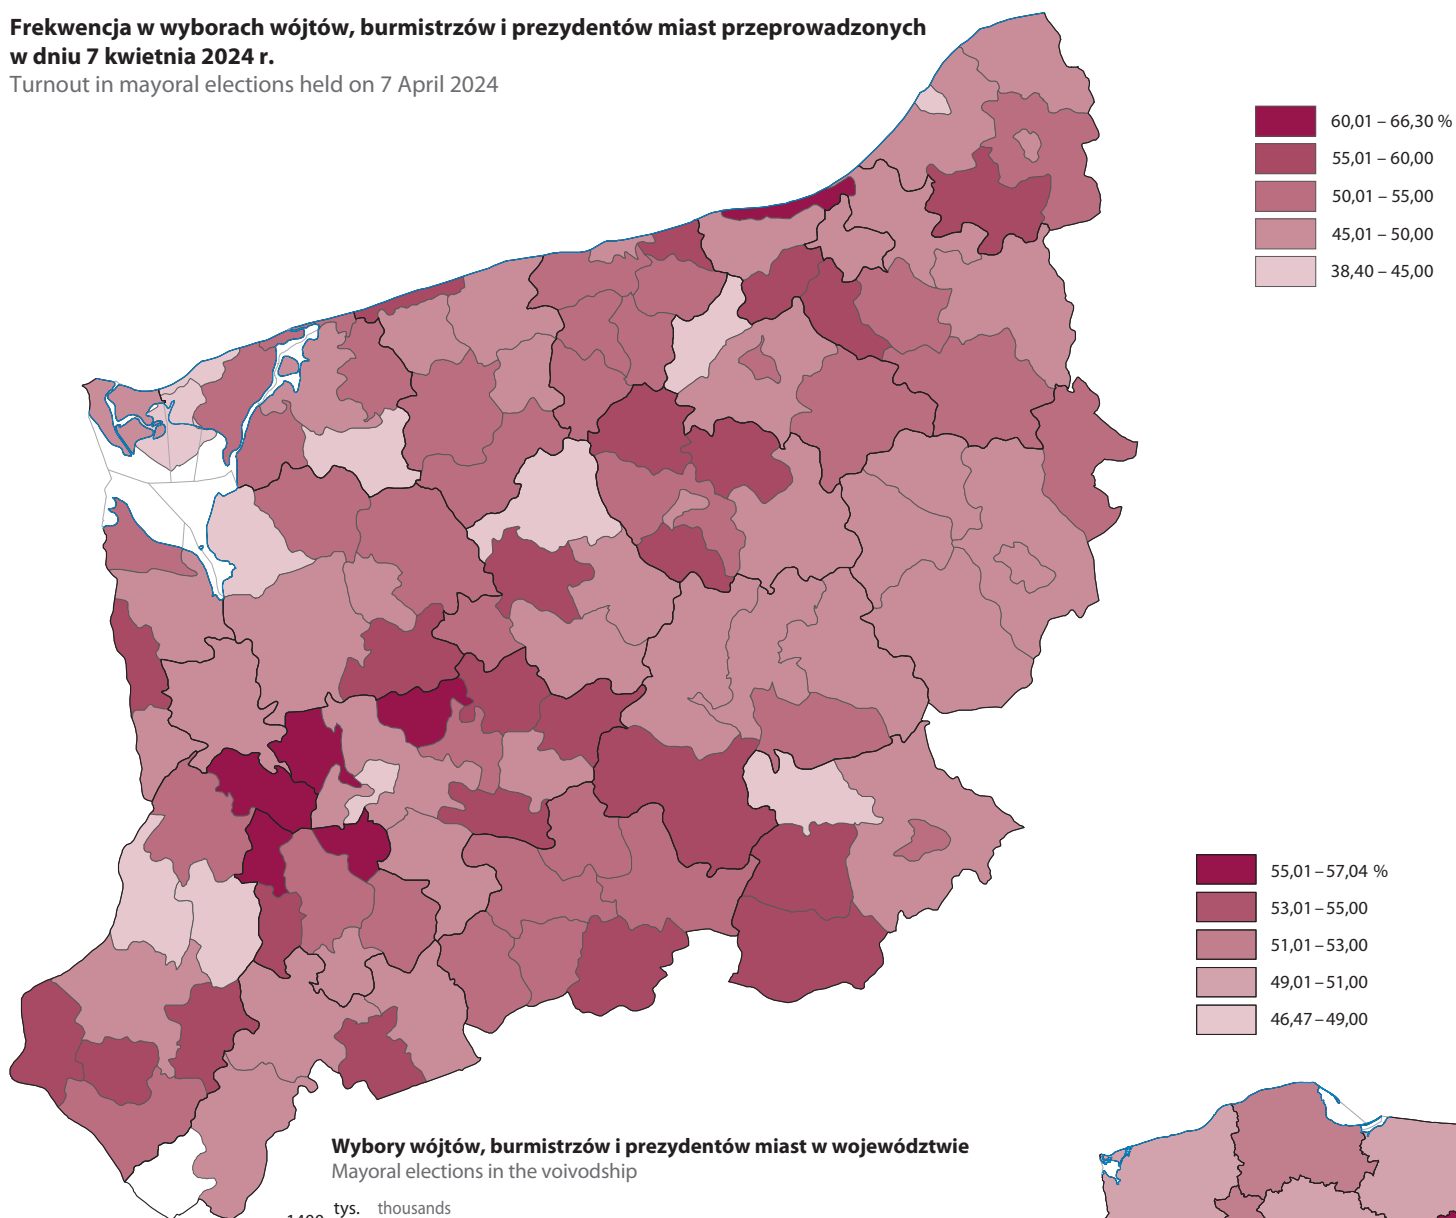 Frekwencja w wyborach wójtów, burmistrzów i prezydentów miast przeprowadzonych
w dniu 7 kwietnia 2024 r.
Turnout in mayoral elections held on 7 April 2024
60,01 – 66,30 %
55,01 – 60,00
50,01 – 55,00
45,01 – 50,00
38,40 – 45,00
55,01 – 57,04 %
53,01 – 55,00
51,01 – 53,00
49,01 – 51,00
46,47 – 49,00
Wybory wójtów, burmistrzów i prezydentów miast w województwie
Mayoral elections in the voivodship
tys. thousands
1400